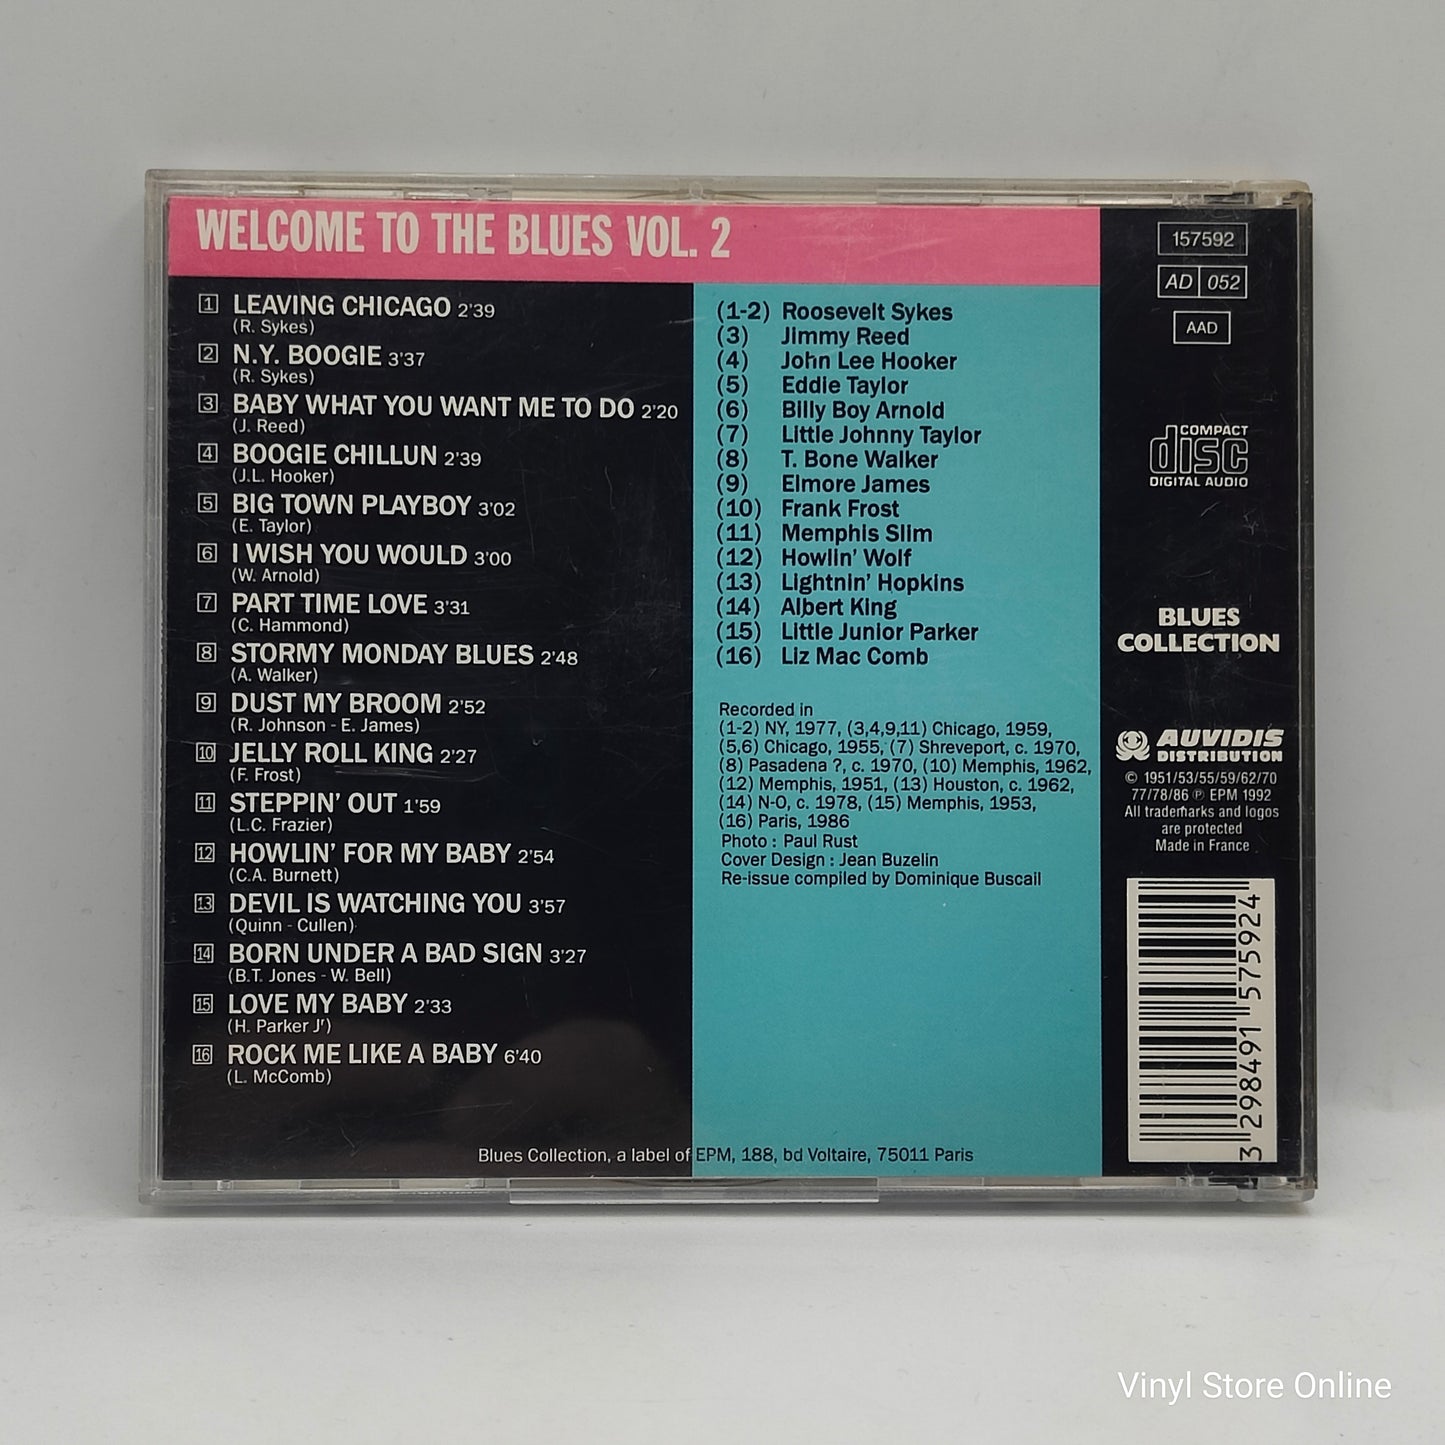 WELCOME TO THE BLUES VOL. 2
1 LEAVING CHICAGO 2'39
(R. Sykes)
2 N.Y. BOOGIE 3'37
(R. Sykes)
3 BABY WHAT YOU WANT ME TO DO 2'20
(J. Reed)
4 BOOGIE CHILLUN 2'39
(J.L. Hooker)
5 BIG TOWN PLAYBOY 3'02
(E. Taylor)
6 I WISH YOU WOULD 3'00
(W. Arnold)
7 PART TIME LOVE 3'31
(C. Hammond)
8 STORMY MONDAY BLUES 2'48
(A. Walker)
9 DUST MY BROOM 2'52
(R. Johnson - E. James)
10 JELLY ROLL KING 2'27
(F. Frost)
11 STEPPIN' OUT 1'59
(L.C. Frazier)
12 HOWLIN' FOR MY BABY 2'54
(C.A. Burnett)
13 DEVIL IS WATCHING YOU 3'57
(Quinn - Cullen)
14 BORN UNDER A BAD SIGN 3'27
(B.T. Jones - W. Bell)
15 LOVE MY BABY 2'33
(H. Parker J')
16 ROCK ME LIKE A BABY 6'40
(L. McComb)
(1-2) Roosevelt Sykes
(3) Jimmy Reed
(4) John Lee Hooker
(5) Eddie Taylor
(6) Billy Boy Arnold
(7) Little Johnny Taylor
(8) T. Bone Walker
(9) Elmore James
(10) Frank Frost
(11) Memphis Slim
(12) Howlin' Wolf
(13) Lightnin' Hopkins
(14) Albert King
(15) Little Junior Parker
(16) Liz Mac Comb
Recorded in
(1-2) NY, 1977, (3,4,9,11) Chicago, 1959,
(5,6) Chicago, 1955, (7) Shreveport, c. 1970,
(8) Pasadena ?, c. 1970, (10) Memphis, 1962,
(12) Memphis, 1951, (13) Houston, c. 1962,
(14) N-O, c. 1978, (15) Memphis, 1953,
(16) Paris, 1986
Photo : Paul Rust
Cover Design : Jean Buzelin
Re-issue compiled by Dominique Buscail
Blues Collection, a label of EPM, 188, bd Voltaire, 75011 Paris
157592
AD 052
AAD
COMPACT
disc
DIGITAL AUDIO
BLUES
COLLECTION
AUVIDIS
DISTRIBUTION
© 1951/53/55/59/62/70
77/78/86 ℗ EPM 1992
All trademarks and logos
are protected
Made in France
3 298491 575924
Vinyl Store Online